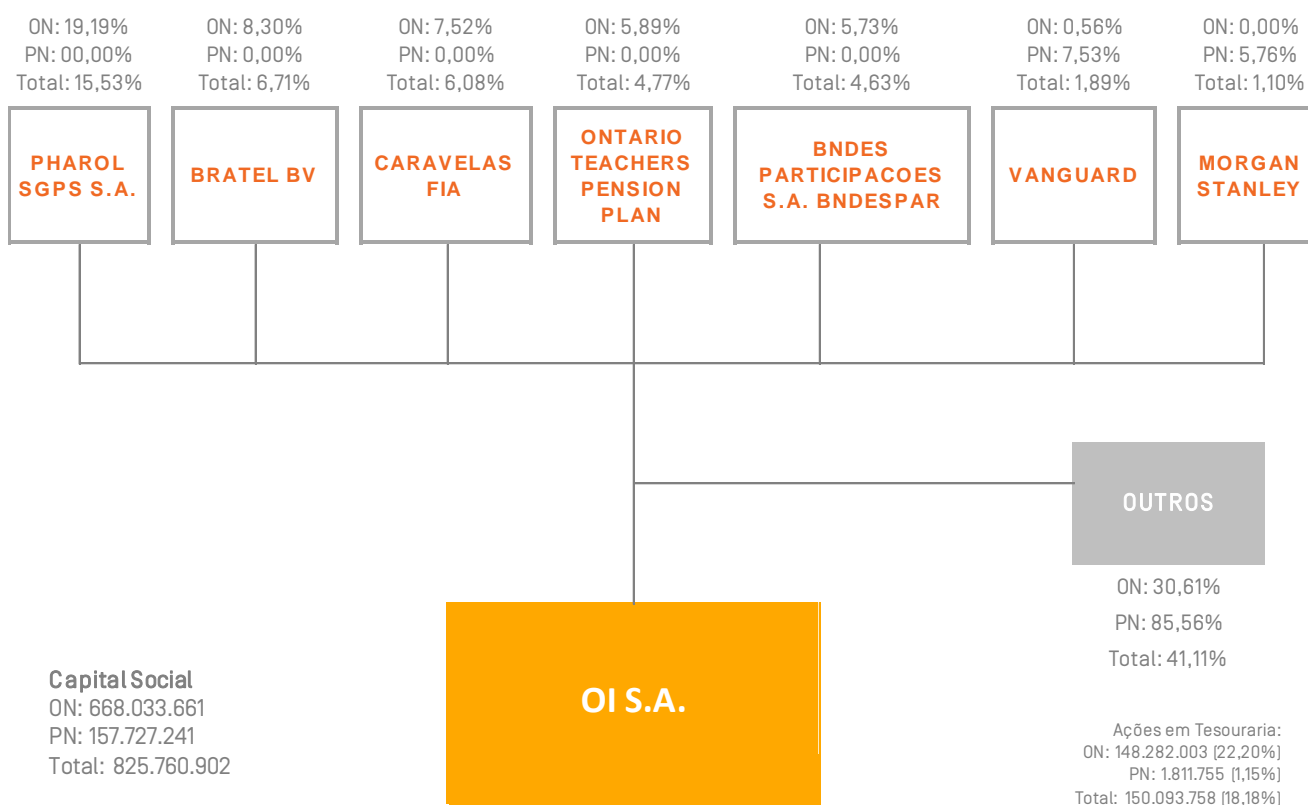 ON: 19,19%
PN: 00,00%
Total: 15,53%
ON: 8,30%
PN: 0,00%
Total: 6,71%
ON: 7,52%
PN: 0,00%
Total: 6,08%
ON: 5,89%
PN: 0,00%
Total: 4,77%
ON: 5,73%
PN: 0,00%
Total: 4,63%
ON: 0,56%
PN: 7,53%
Total: 1,89%
ON: 0,00%
PN: 5,76%
Total: 1,10%
PHAROL
SGPS S.A.
BRATEL BV
CARAVELAS
FIA
ONTARIO
TEACHERS
PENSION
PLAN
BNDES
PARTICIPACOES
S.A. BNDESPAR
VANGUARD
MORGAN
STANLEY
OUTROS
ON: 30,61%
PN: 85,56%
Total: 41,11%
OI S.A.
Capital Social
ON: 668.033.661
PN: 157.727.241
Total: 825.760.902
Ações em Tesouraria:
ON: 148.282.003 (22,20%)
PN: 1.811.755 (1,15%)
Total: 150.093.758 (18,18%)